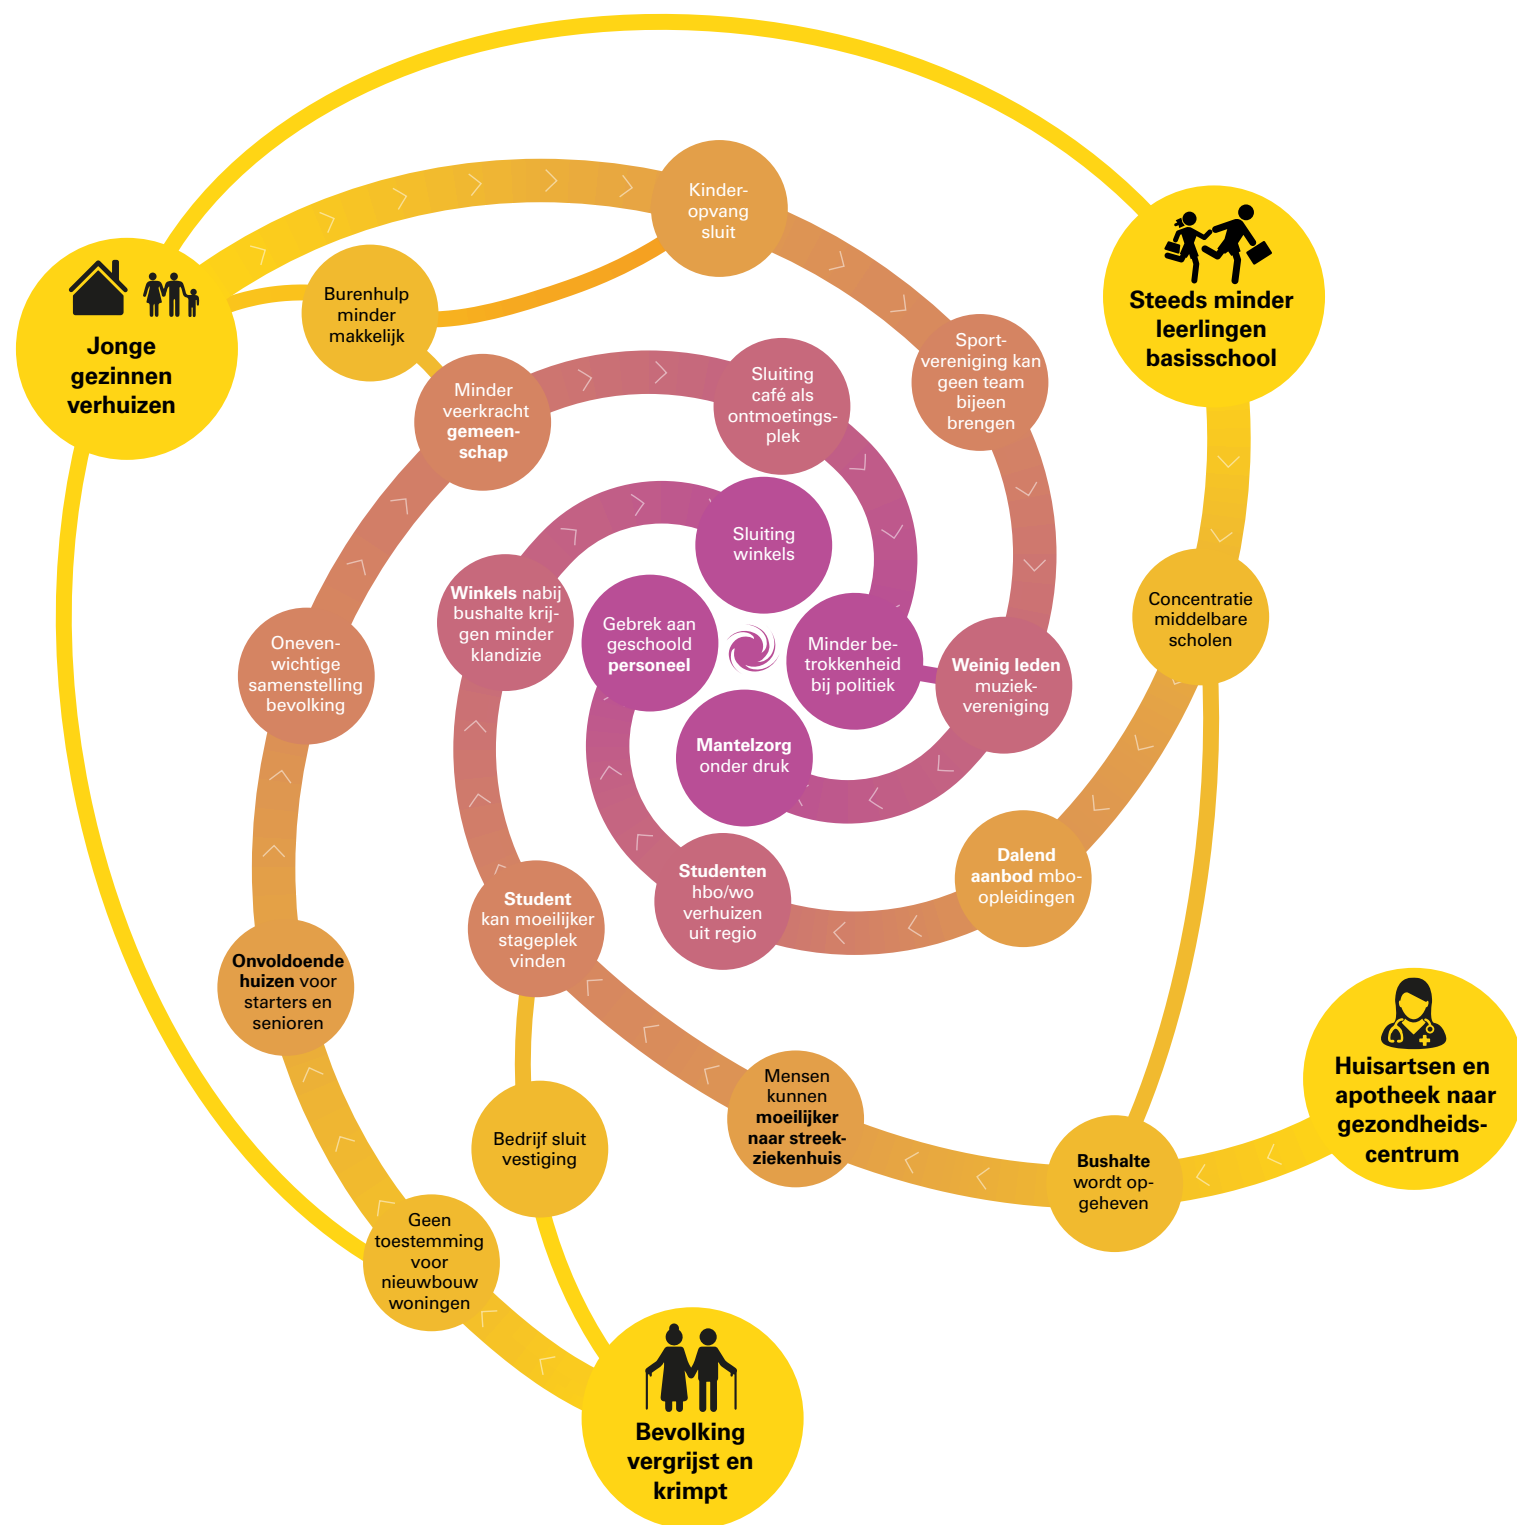 Kinder-
opvang
sluit
Steeds minder
leerlingen
basisschool
Burenhulp
minder
makkelijk
Jonge
gezinnen
verhuizen
Sport-
vereniging kan
geen team
bijeen
brengen
Minder
veerkracht
gemeen-
schap
Sluiting
café als
ontmoetings-
plek
Sluiting
winkels
Winkels nabij
bushalte krij-
gen minder
klandizie
Gebrek aan
geschoold
personeel
Minder be-
trokkenheid
bij politiek
Weinig leden
muziek-
vereniging
Concentratie
middelbare
scholen
Oneven-
wichtige
samenstelling
bevolking
Mantelzorg
onder druk
Studenten
hbo/wo
verhuizen
uit regio
Dalend
aanbod mbo-
opleidingen
Student
kan moeilijker
stageplek
vinden
Onvoldoende
huizen voor
starters en
senioren
Mensen
kunnen
moeilijker
naar streek-
ziekenhuis
Huisartsen en
apotheek naar
gezondheids-
centrum
Bedrijf sluit
vestiging
Bushalte
wordt op-
geheven
Geen
toestemming
voor
nieuwbouw
woningen
Bevolking
vergrijst en
krimpt